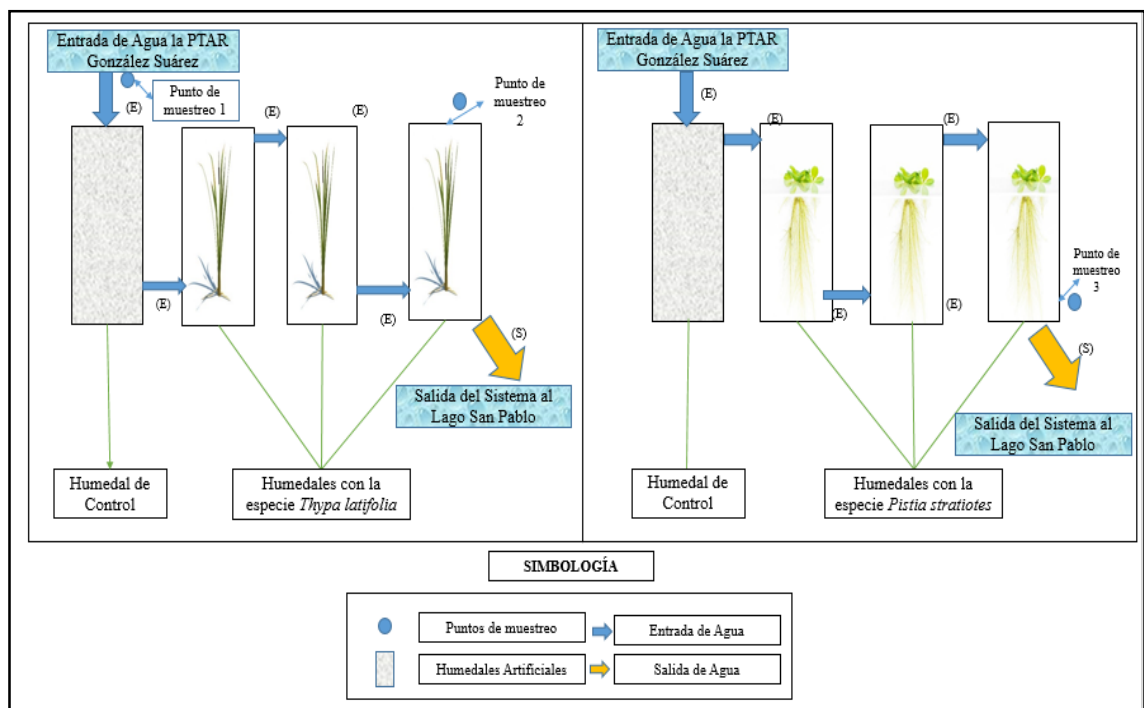 Entrada de Agua la PTAR
González Suárez
(E)
Punto de
muestreo 1
(E)
(E)
Punto de
muestreo
2
(E)
(E)
(S)
Salida del Sistema al
Lago San Pablo
Humedal de
Control
Humedales con la
especie Thypa latifolia
Entrada de Agua la PTAR
González Suárez
(E)
(E)
(E)
Punto de
muestreo
3
(E)
(E)
(S)
Salida del Sistema al
Lago San Pablo
Humedal de
Control
Humedales con la
especie Pistia stratiotes
SIMBOLOGÍA
Puntos de muestreo
Entrada de Agua
Humedales Artificiales
Salida de Agua